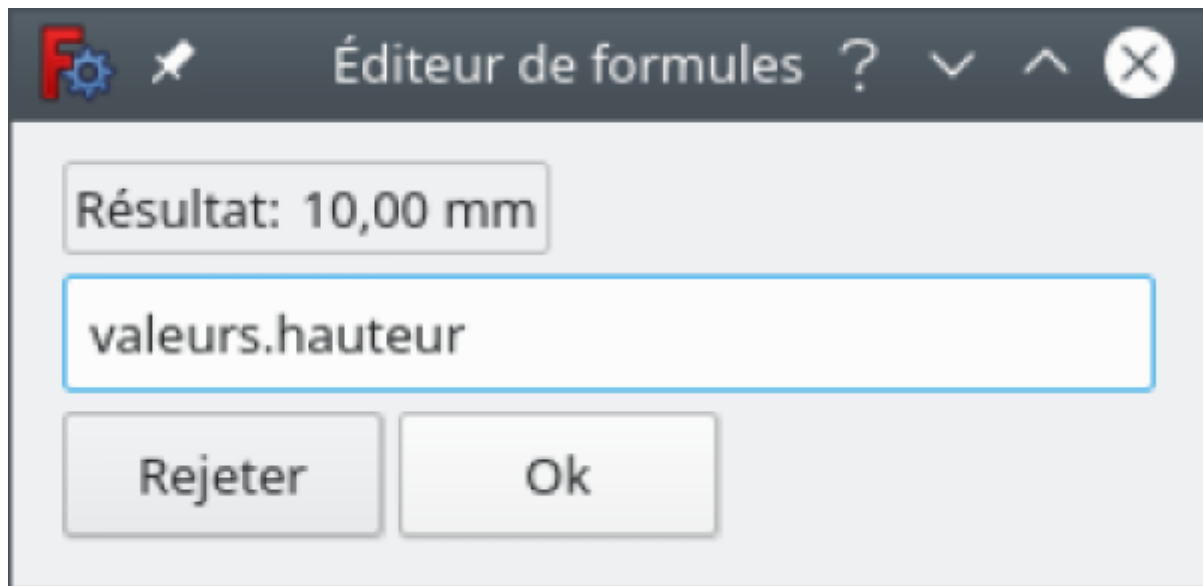 Éditeur de formules
Résultat: 10,00 mm
valeurs.hauteur
Rejeter Ok